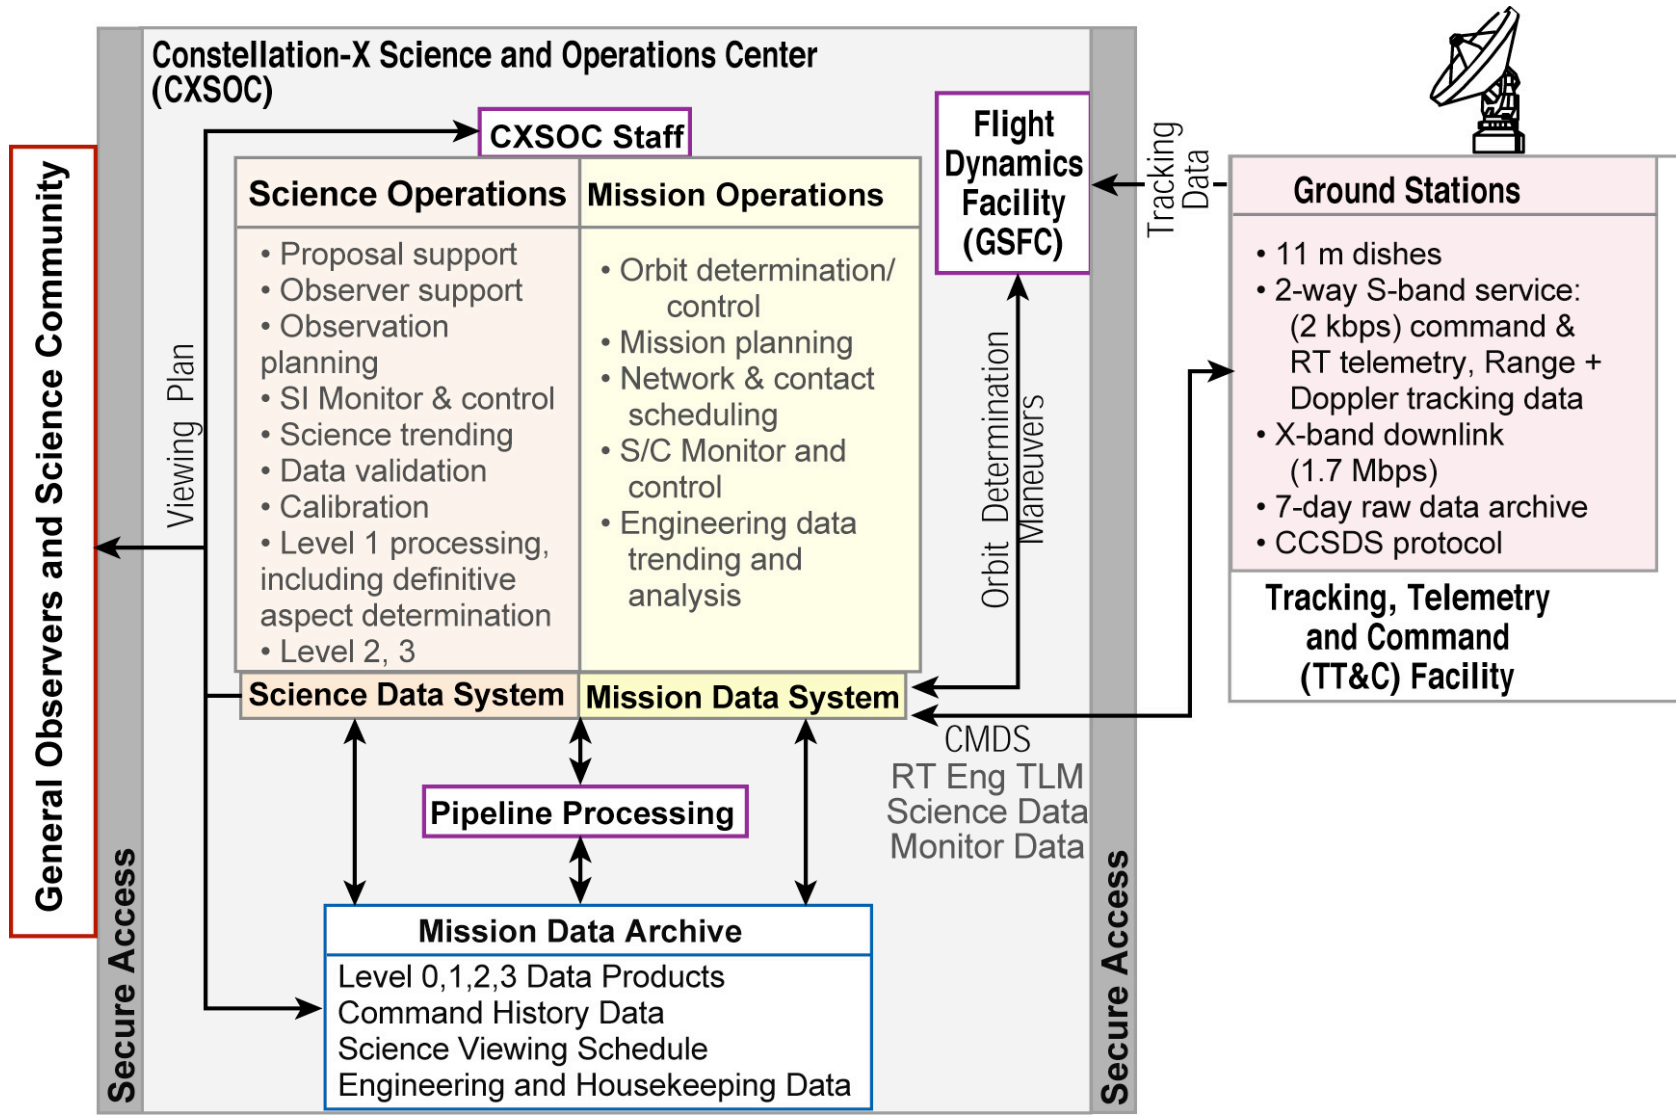 Constellation-X Science and Operations Center
(CXSOC)
General Observers and Science Community
Secure Access
Viewing Plan
CXSOC Staff
Science Operations
• Proposal support
• Observer support
• Observation
planning
• SI Monitor & control
• Science trending
• Data validation
• Calibration
• Level 1 processing,
including definitive
aspect determination
• Level 2, 3
Science Data System
Mission Operations
• Orbit determination/
control
• Mission planning
• Network & contact
scheduling
• S/C Monitor and
control
• Engineering data
trending and
analysis
Mission Data System
Pipeline Processing
Mission Data Archive
Level 0,1,2,3 Data Products
Command History Data
Science Viewing Schedule
Engineering and Housekeeping Data
Flight
Dynamics
Facility
(GSFC)
Orbit Determination
Maneuvers
CMDS
RT Eng TLM
Science Data
Monitor Data
Secure Access
Tracking
Data
Ground Stations
• 11 m dishes
• 2-way S-band service:
(2 kbps) command &
RT telemetry, Range +
Doppler tracking data
• X-band downlink
(1.7 Mbps)
• 7-day raw data archive
• CCSDS protocol
Tracking, Telemetry
and Command
(TT&C) Facility